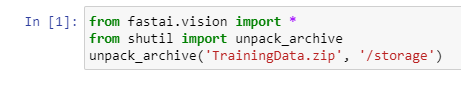 In [1]: from fastai.vision import *
from shutil import unpack_archive
unpack_archive('TrainingData.zip', '/storage')